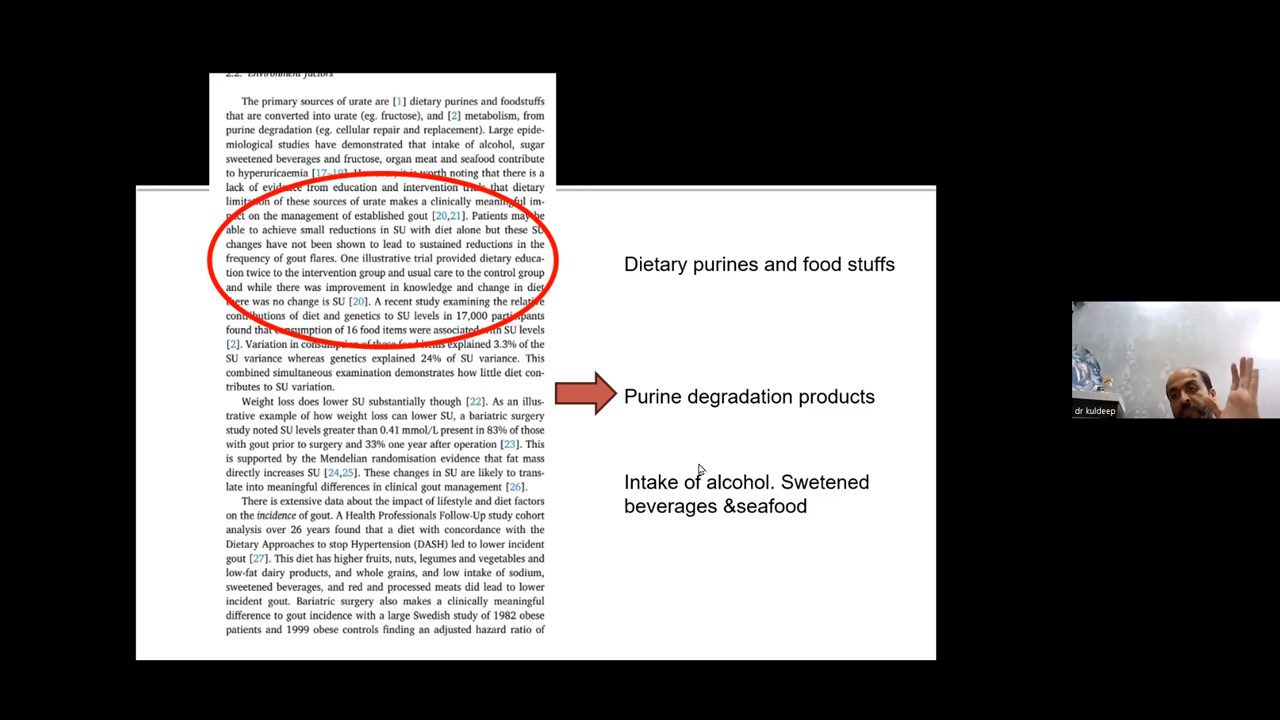 2.2. Environment factors
The primary sources of urate are [1] dietary purines and foodstuffs
that are converted into urate (eg. fructose), and [2] metabolism, from
purine degradation (eg. cellular repair and replacement). Large epide-
miological studies have demonstrated that intake of alcohol, sugar
sweetened beverages and fructose, organ meat and seafood contribute
to hyperuricaemia [17–19]. However, it is worth noting that there is a
lack of evidence from education and intervention trials that dietary
limitation of these sources of urate makes a clinically meaningful im-
pact on the management of established gout [20,21]. Patients may be
able to achieve small reductions in SU with diet alone but these SU
changes have not been shown to lead to sustained reductions in the
frequency of gout flares. One illustrative trial provided dietary educa-
tion twice to the intervention group and usual care to the control group
and while there was improvement in knowledge and change in diet
there was no change is SU [20]. A recent study examining the relative
contributions of diet and genetics to SU levels in 17,000 participants
found that consumption of 16 food items were associated with SU levels
[2]. Variation in consumption of these food items explained 3.3% of the
SU variance whereas genetics explained 24% of SU variance. This
combined simultaneous examination demonstrates how little diet con-
tributes to SU variation.
Weight loss does lower SU substantially though [22]. As an illus-
trative example of how weight loss can lower SU, a bariatric surgery
study noted SU levels greater than 0.41 mmol/L present in 83% of those
with gout prior to surgery and 33% one year after operation [23]. This
is supported by the Mendelian randomisation evidence that fat mass
directly increases SU [24,25]. These changes in SU are likely to trans-
late into meaningful differences in clinical gout management [26].
There is extensive data about the impact of lifestyle and diet factors
on the incidence of gout. A Health Professionals Follow-Up study cohort
analysis over 26 years found that a diet with concordance with the
Dietary Approaches to stop Hypertension (DASH) led to lower incident
gout [27]. This diet has higher fruits, nuts, legumes and vegetables and
low-fat dairy products, and whole grains, and low intake of sodium,
sweetened beverages, and red and processed meats did lead to lower
incident gout. Bariatric surgery also makes a clinically meaningful
difference to gout incidence with a large Swedish study of 1982 obese
patients and 1999 obese controls finding an adjusted hazard ratio of
Dietary purines and food stuffs
Purine degradation products
Intake of alcohol. Swetened
beverages &seafood
dr kuldeep